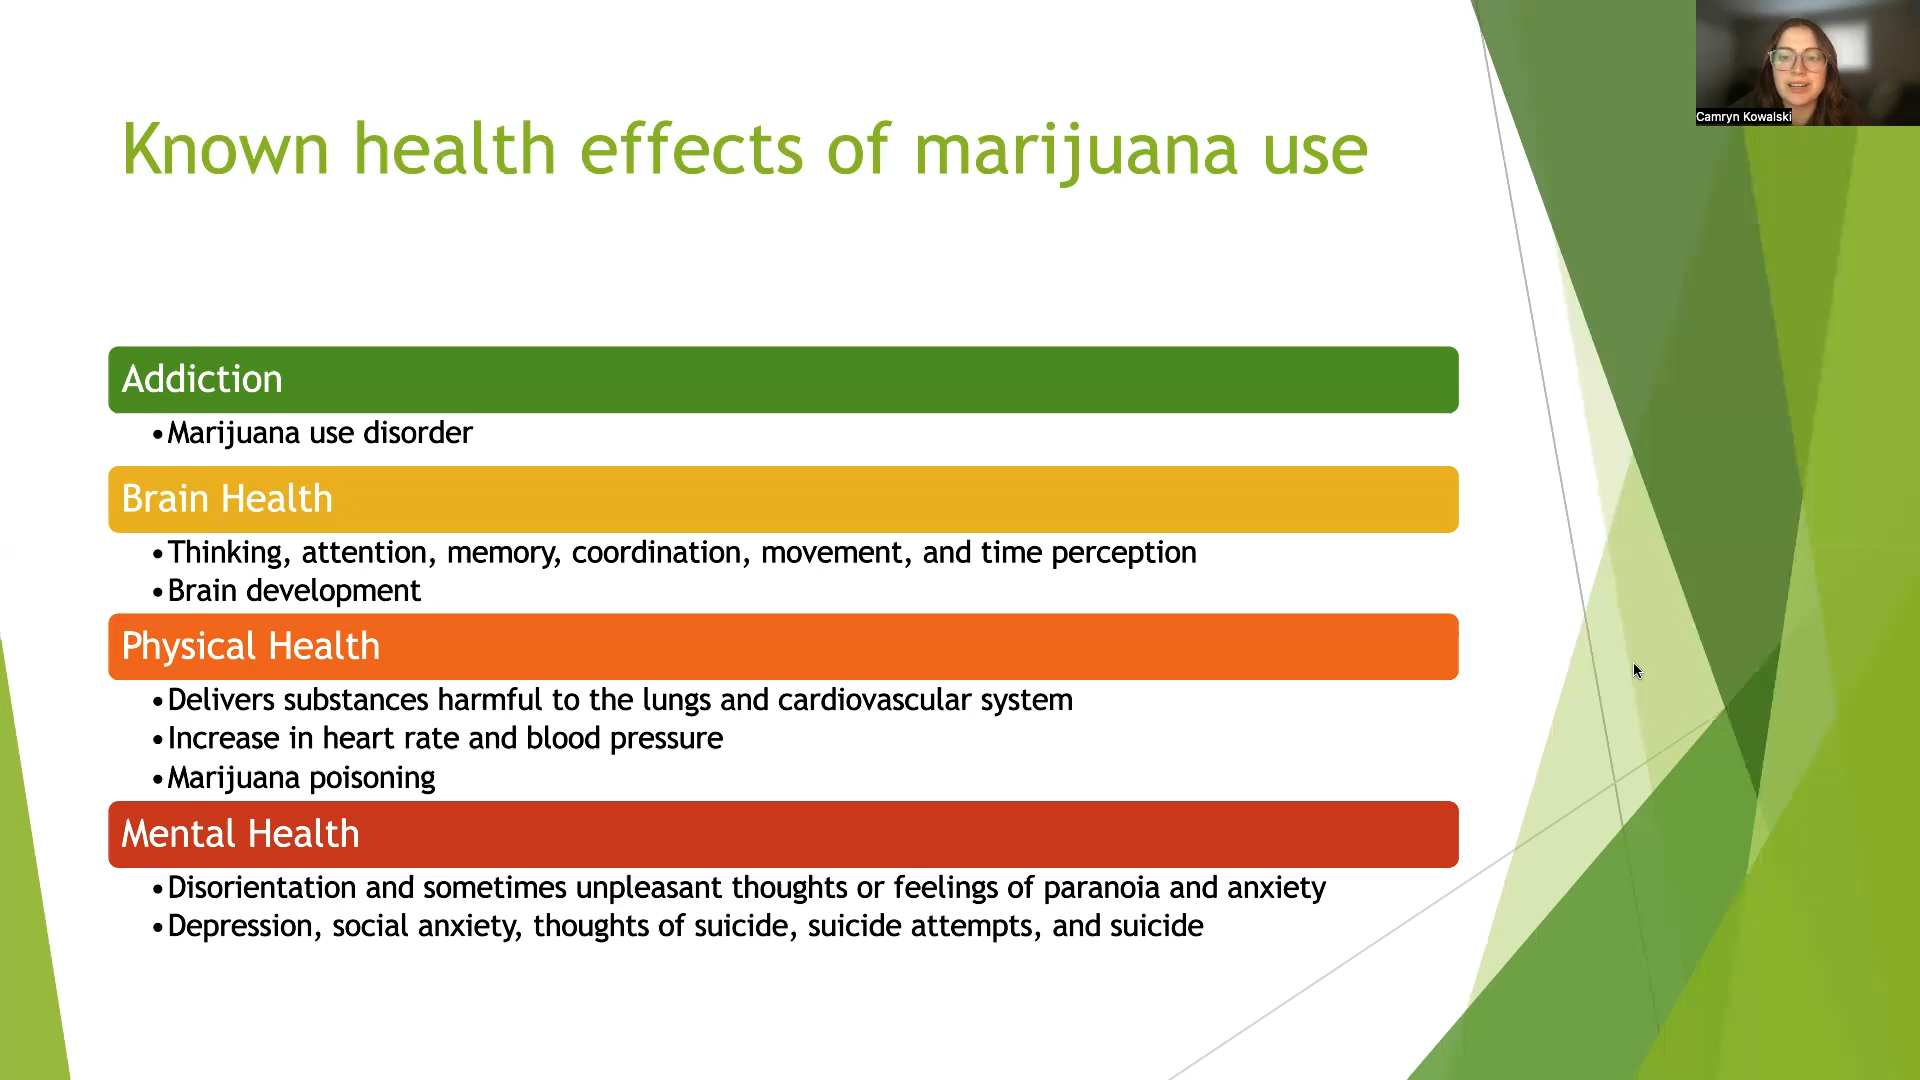 Known health effects of marijuana use
Camryn Kowalski
Addiction
•Marijuana use disorder
Brain Health
•Thinking, attention, memory, coordination, movement, and time perception
•Brain development
Physical Health
•Delivers substances harmful to the lungs and cardiovascular system
•Increase in heart rate and blood pressure
•Marijuana poisoning
Mental Health
•Disorientation and sometimes unpleasant thoughts or feelings of paranoia and anxiety
•Depression, social anxiety, thoughts of suicide, suicide attempts, and suicide